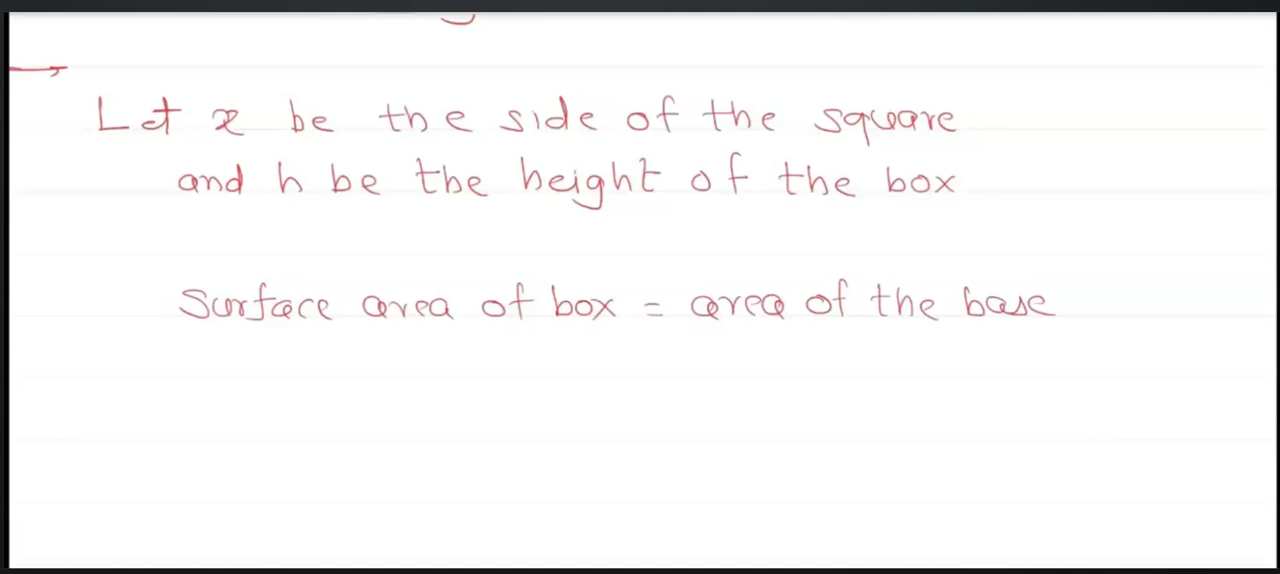 Let x be the side of the square
and h be the height of the box
Surface area of box = area of the base